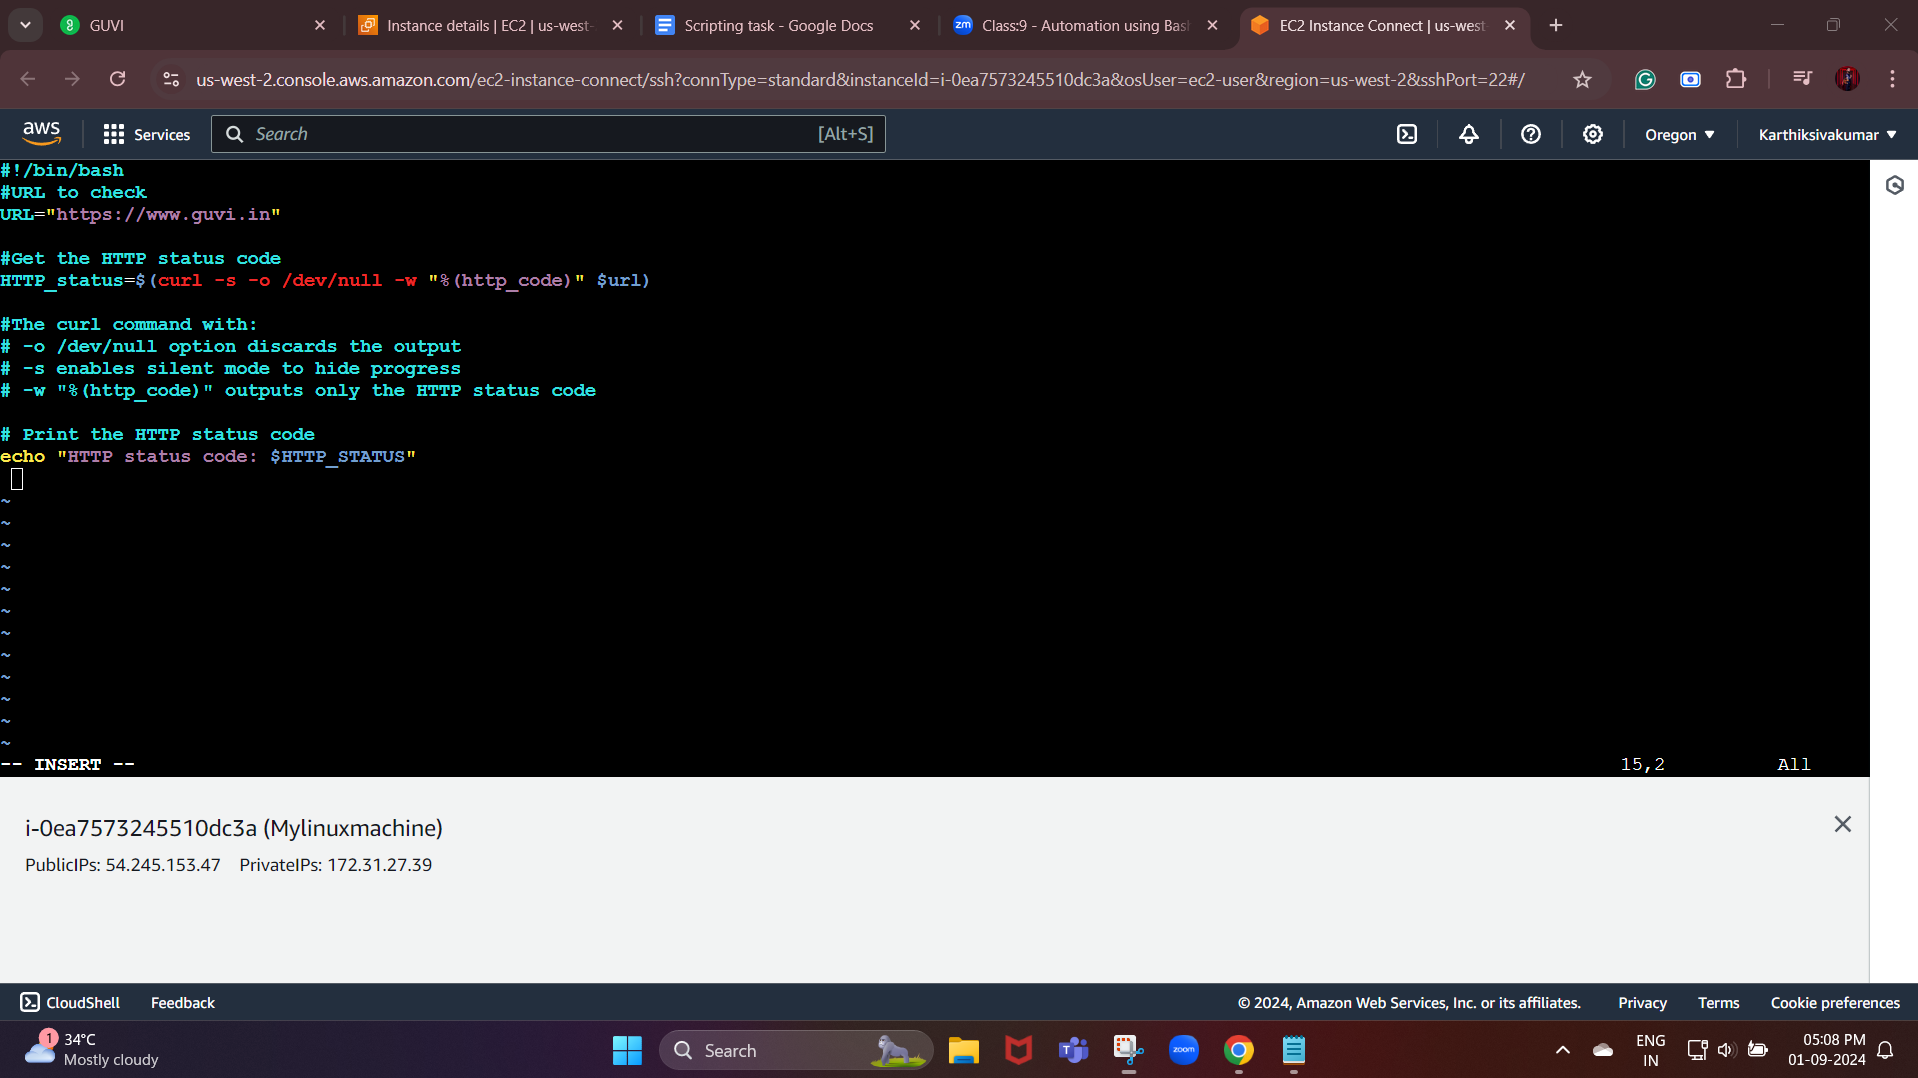 GUVI
Instance details | EC2 | us-west-
Scripting task - Google Docs
zm
Class:9 - Automation using Bas
EC2 Instance Connect | us-west
us-west-2.console.aws.amazon.com/ec2-instance-connect/ssh?connType=standard&instanceId=i-0ea7573245510dc3a&osUser=ec2-user&region=us-west-2&sshPort=22#/
aws
Services
Search
[Alt+S]
Oregon
Karthiksivakumar
#!/bin/bash
#URL to check
URL="https://www.guvi.in"
#Get the HTTP status code
HTTP_status=$(curl -s -o /dev/null -w "%(http_code)" $url)
#The curl command with:
# -o /dev/null option discards the output
# -s enables silent mode to hide progress
# -w "%(http_code)" outputs only the HTTP status code
# Print the HTTP status code
echo "HTTP status code: $HTTP_STATUS"
~
~
~
~
~
~
~
~
~
~
~
~
-- INSERT --
15,2
All
i-0ea7573245510dc3a (Mylinuxmachine)
PublicIPs: 54.245.153.47 PrivateIPs: 172.31.27.39
CloudShell
Feedback
© 2024, Amazon Web Services, Inc. or its affiliates.
Privacy
Terms
Cookie preferences
1
34°C
Mostly cloudy
Search
zoom
ENG
IN
05:08 PM
01-09-2024